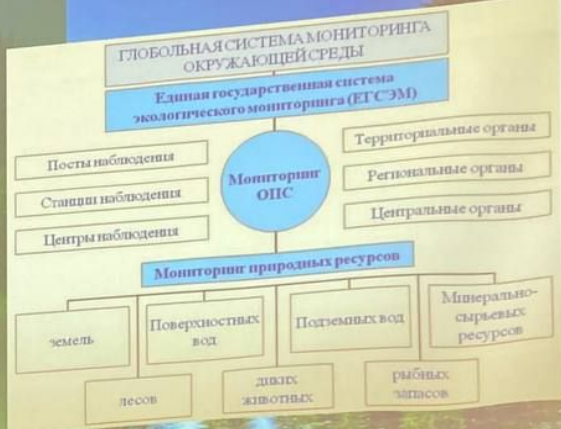 ГЛОБОЛЬНАЯ СИСТЕМА МОНИТОРИНГА
ОКРУЖАЮЩЕЙ СРЕДЫ
Единая государственная система
экологического мониторинга (ЕГСЭМ)
Посты наблюдения
Станции наблюдения
Центры наблюдения
Мониторинг
ОПС
Территориальные органы
Региональные органы
Центральные органы
Мониторинг природных ресурсов
земель
Поверхностных
вод
Подземных вод
Минерально-
сырьевых
ресурсов
лесов
диких
животных
рыбных
запасов